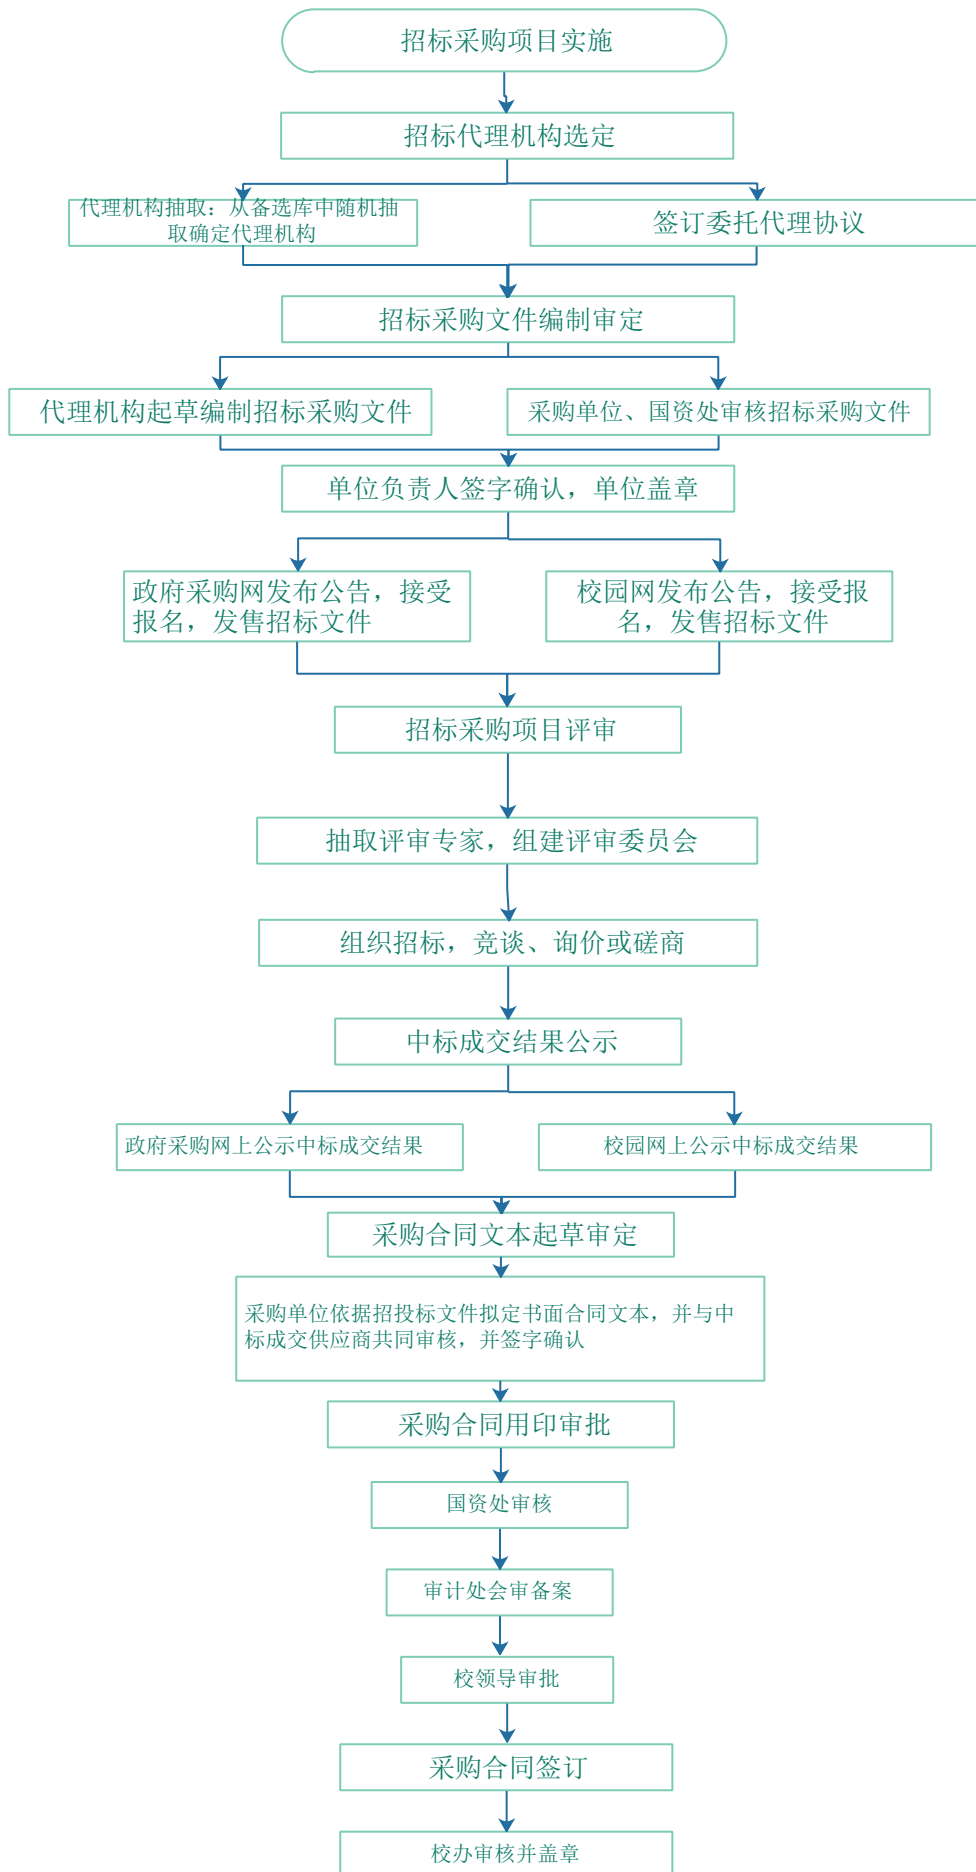 招标采购项目实施
招标代理机构选定
代理机构抽取：从备选库中随机抽
取确定代理机构
签订委托代理协议
招标采购文件编制审定
代理机构起草编制招标采购文件
采购单位、国资处审核招标采购文件
单位负责人签字确认，单位盖章
政府采购网发布公告，接受
报名，发售招标文件
校园网发布公告，接受报
名，发售招标文件
招标采购项目评审
抽取评审专家，组建评审委员会
组织招标，竞谈、询价或磋商
中标成交结果公示
政府采购网上公示中标成交结果
校园网上公示中标成交结果
采购合同文本起草审定
采购单位依据招投标文件拟定书面合同文本，并与中
标成交供应商共同审核，并签字确认
采购合同用印审批
国资处审核
审计处会审备案
校领导审批
采购合同签订
校办审核并盖章